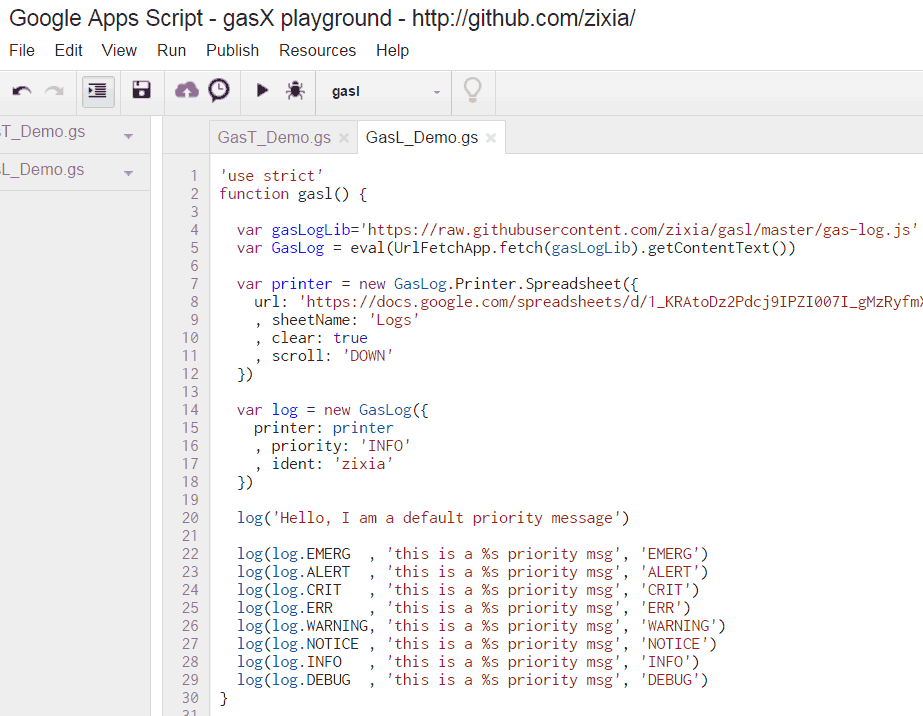 Google Apps Script - gasX playground - http://github.com/zixia/
File Edit View Run Publish Resources Help
gasl
T_Demo.gs
L_Demo.gs
GasT_Demo.gs × GasL_Demo.gs ×
1 'use strict'
2 function gasl() {
3
4 var gasLogLib='https://raw.githubusercontent.com/zixia/gasl/master/gas-log.js'
5 var GasLog = eval(UrlFetchApp.fetch(gasLogLib).getContentText())
6
7 var printer = new GasLog.Printer.Spreadsheet({
8 url: 'https://docs.google.com/spreadsheets/d/1_KRAtoDz2Pdcj9IPZI007I_gMzRyfmX
9 , sheetName: 'Logs'
10 , clear: true
11 , scroll: 'DOWN'
12 })
13
14 var log = new GasLog({
15 printer: printer
16 , priority: 'INFO'
17 , ident: 'zixia'
18 })
19
20 log('Hello, I am a default priority message')
21
22 log(log.EMERG , 'this is a %s priority msg', 'EMERG')
23 log(log.ALERT , 'this is a %s priority msg', 'ALERT')
24 log(log.CRIT , 'this is a %s priority msg', 'CRIT')
25 log(log.ERR , 'this is a %s priority msg', 'ERR')
26 log(log.WARNING, 'this is a %s priority msg', 'WARNING')
27 log(log.NOTICE , 'this is a %s priority msg', 'NOTICE')
28 log(log.INFO , 'this is a %s priority msg', 'INFO')
29 log(log.DEBUG , 'this is a %s priority msg', 'DEBUG')
30 }
31